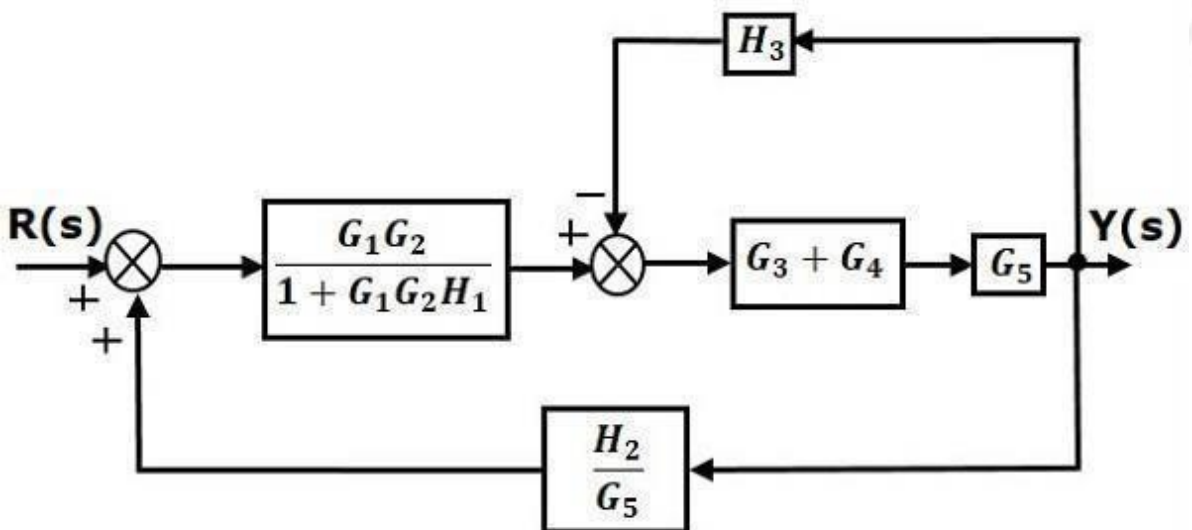 H₃
R(s)
G₁G₂
1 + G₁G₂H₁
−
+
G₃ + G₄
G₅
Y(s)
+
+
H₂
G₅